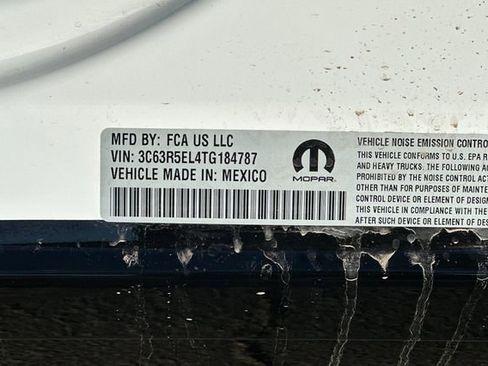 MFD BY: FCA US LLC
VIN: 3C63R5EL4TG184787
VEHICLE MADE IN: MEXICO
MOPAR
VEHICLE NOISE EMISSION CONTRO
THIS VEHICLE CONFORMS TO U.S. EPA R
AND HEAVY TRUCKS. THE FOLLOWING ACT
PROHIBITED BY THE NOISE CONTROL ACT
OTHER THAN FOR PURPOSES OF MAINTE
CONTROL DEVICE OR ELEMENT OF DES
THIS VEHICLE IN COMPLIANCE WITH THE
AFTER SUCH DEVICE OR ELEMENT OF DES